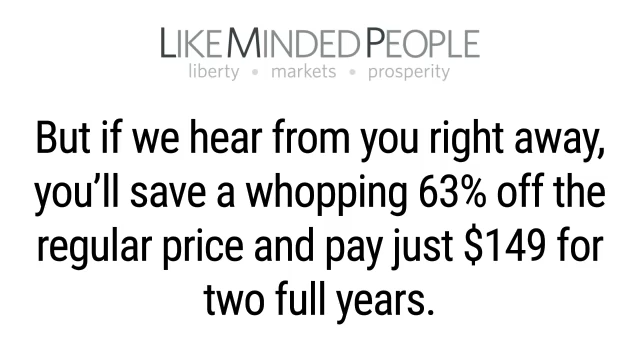 LIKEMINDEDPEOPLE
liberty • markets • prosperity
But if we hear from you right away,
you’ll save a whopping 63% off the
regular price and pay just $149 for
two full years.